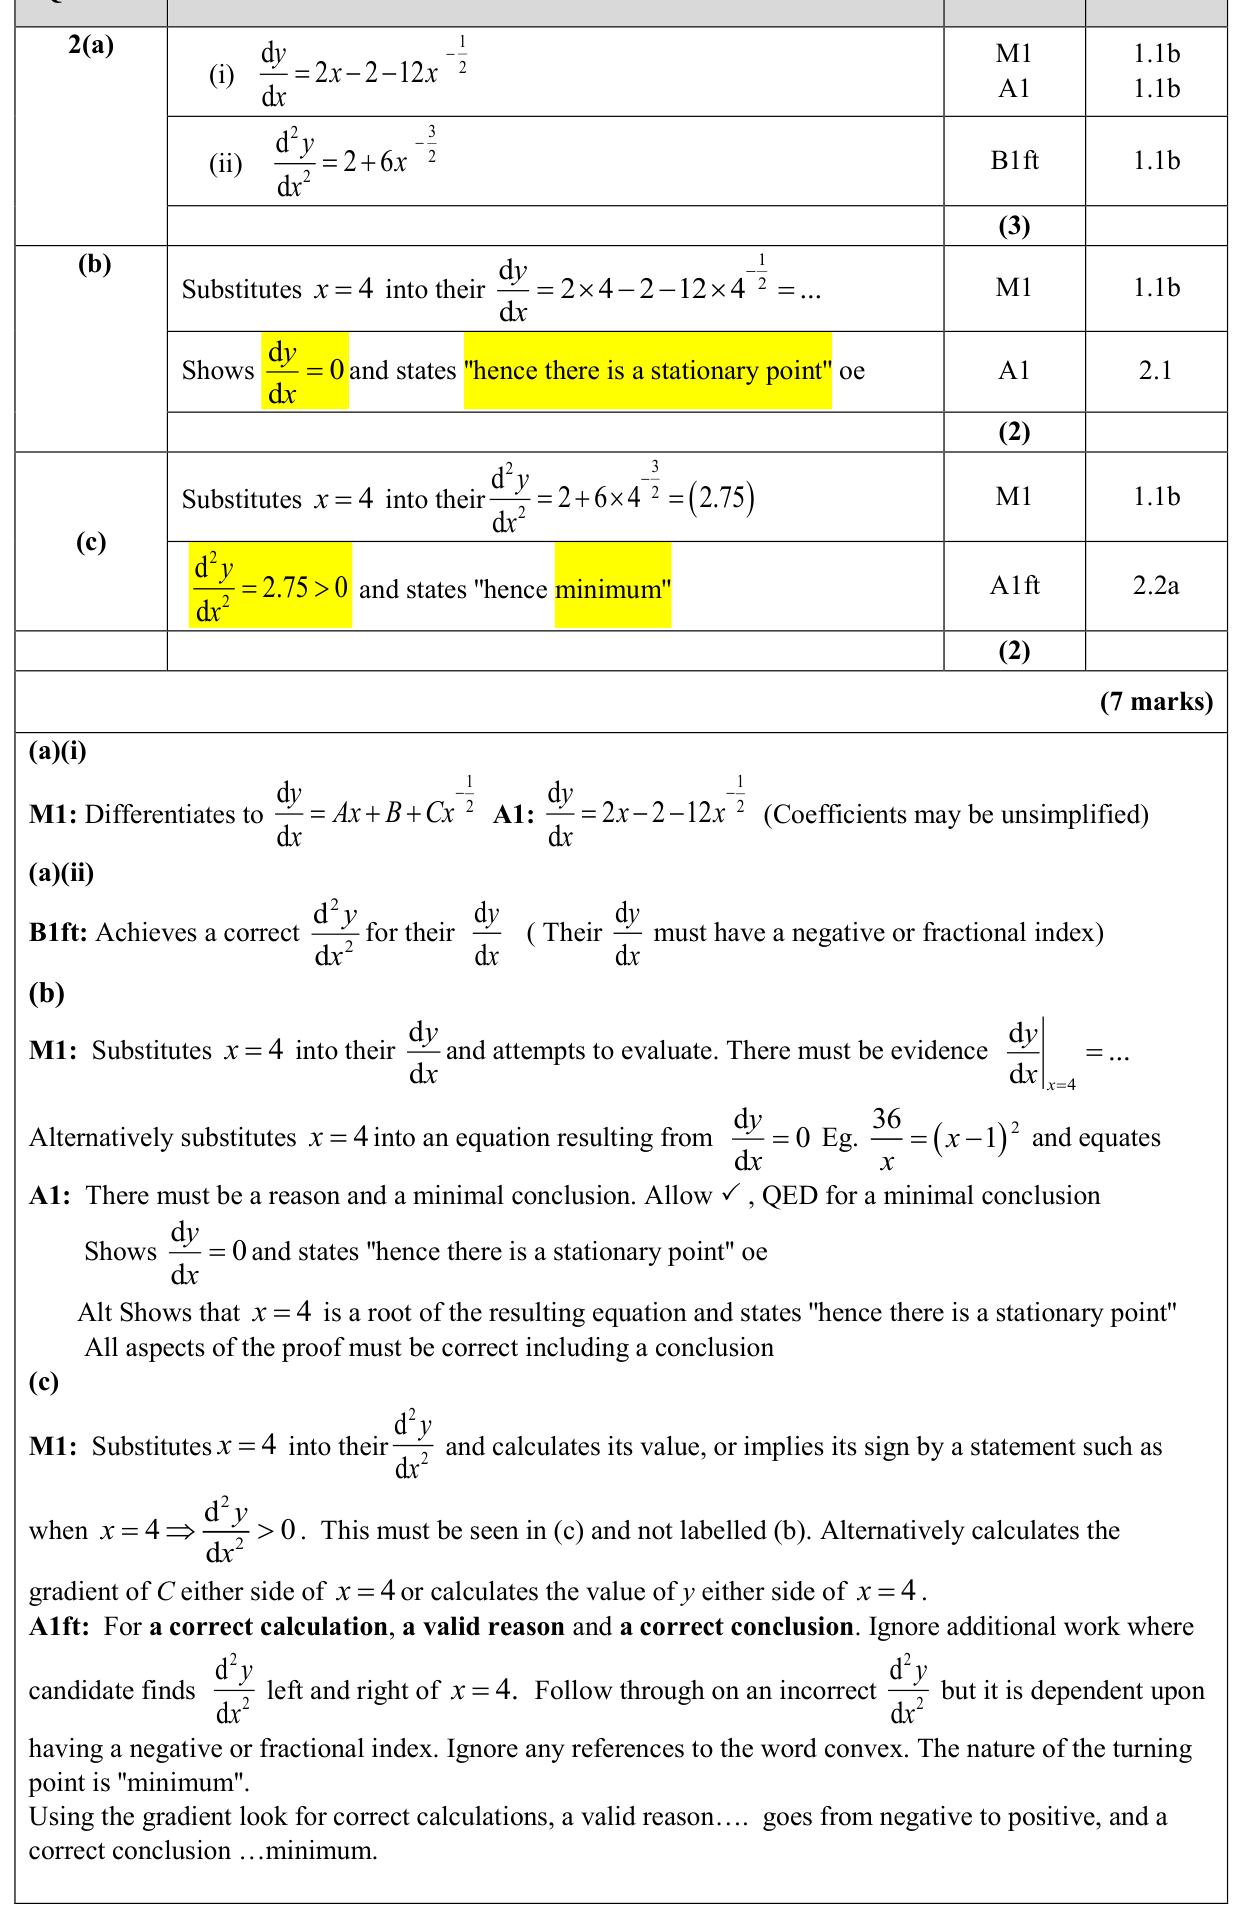 2(a)
(i) dy/dx = 2x − 2 − 12x^(−1/2)
M1
A1
1.1b
1.1b
(ii) d²y/dx² = 2 + 6x^(−3/2)
B1ft
1.1b
(3)
(b)
Substitutes x = 4 into their dy/dx = 2×4 − 2 − 12×4^(−1/2) = ...
M1
1.1b
Shows dy/dx = 0 and states "hence there is a stationary point" oe
A1
2.1
(2)
(c)
Substitutes x = 4 into their d²y/dx² = 2 + 6×4^(−3/2) = (2.75)
M1
1.1b
d²y/dx² = 2.75 > 0 and states "hence minimum"
A1ft
2.2a
(2)
(7 marks)
(a)(i)
M1: Differentiates to dy/dx = Ax + B + Cx^(−1/2) A1: dy/dx = 2x − 2 − 12x^(−1/2) (Coefficients may be unsimplified)
(a)(ii)
B1ft: Achieves a correct d²y/dx² for their dy/dx ( Their dy/dx must have a negative or fractional index)
(b)
M1: Substitutes x = 4 into their dy/dx and attempts to evaluate. There must be evidence dy/dx|x=4 = ...
Alternatively substitutes x = 4 into an equation resulting from dy/dx = 0 Eg. 36/x = (x − 1)² and equates
A1: There must be a reason and a minimal conclusion. Allow ✓ , QED for a minimal conclusion
Shows dy/dx = 0 and states "hence there is a stationary point" oe
Alt Shows that x = 4 is a root of the resulting equation and states "hence there is a stationary point"
All aspects of the proof must be correct including a conclusion
(c)
M1: Substitutes x = 4 into their d²y/dx² and calculates its value, or implies its sign by a statement such as
when x = 4 ⇒ d²y/dx² > 0. This must be seen in (c) and not labelled (b). Alternatively calculates the
gradient of C either side of x = 4 or calculates the value of y either side of x = 4.
A1ft: For a correct calculation, a valid reason and a correct conclusion. Ignore additional work where
candidate finds d²y/dx² left and right of x = 4. Follow through on an incorrect d²y/dx² but it is dependent upon
having a negative or fractional index. Ignore any references to the word convex. The nature of the turning
point is "minimum".
Using the gradient look for correct calculations, a valid reason…. goes from negative to positive, and a
correct conclusion …minimum.